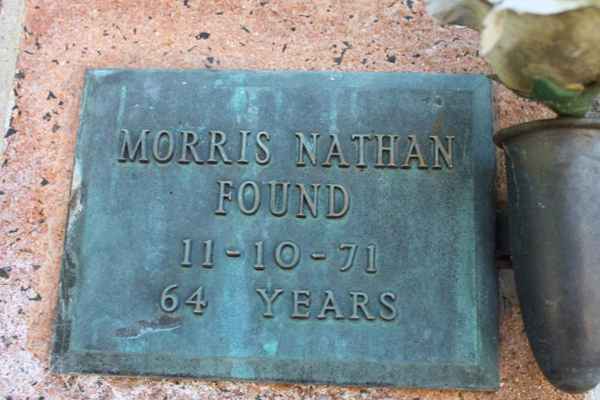 MORRIS NATHAN
FOUND
11-10-71
64 YEARS